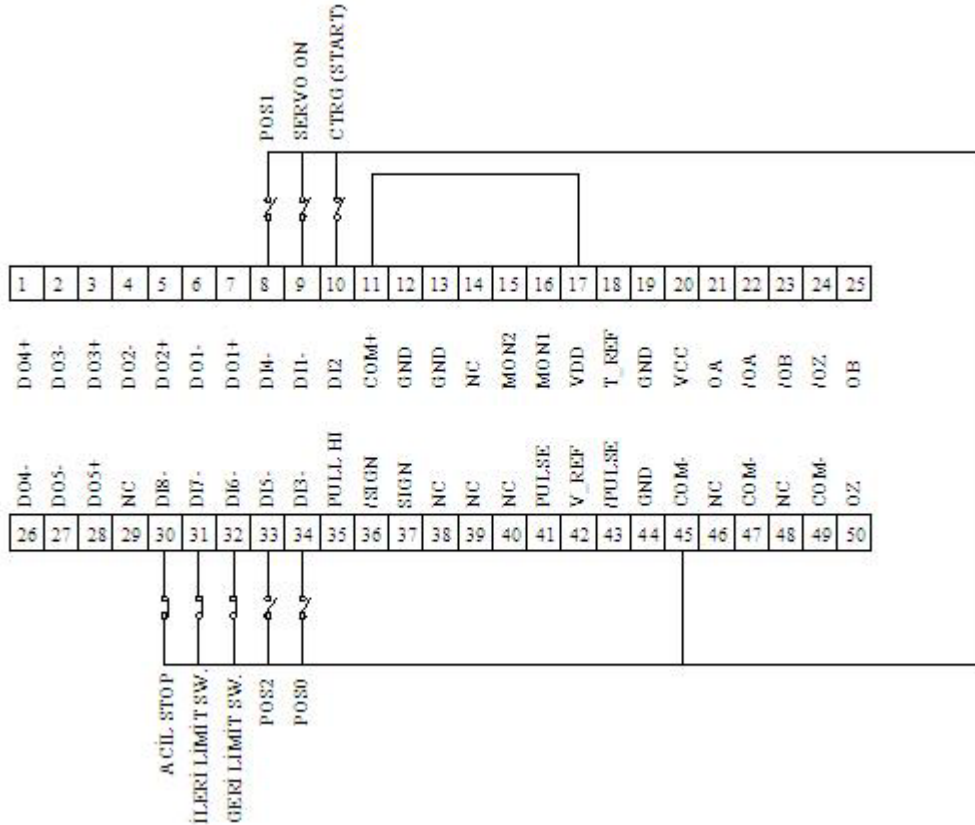 POS1
SERVO ON
CTRG (START)
1 2 3 4 5 6 7 8 9 10 11 12 13 14 15 16 17 18 19 20 21 22 23 24 25
DO4+
DO3-
DO3+
DO2-
DO2+
DO1-
DO1+
DI4-
DI1-
DI2
COM+
GND
GND
NC
MON2
MON1
VDD
T_REF
GND
VCC
OA
/OA
/OB
/OZ
OB
DO4-
DO5-
DO5+
NC
DI8-
DI7-
DI6-
DI5-
DI3-
PULL HI
/SIGN
SIGN
NC
NC
NC
PULSE
V_REF
/PULSE
GND
COM-
NC
COM-
NC
COM-
OZ
26 27 28 29 30 31 32 33 34 35 36 37 38 39 40 41 42 43 44 45 46 47 48 49 50
ACİL STOP
İLERİ LİMİT SW.
GERİ LİMİT SW.
POS2
POS0